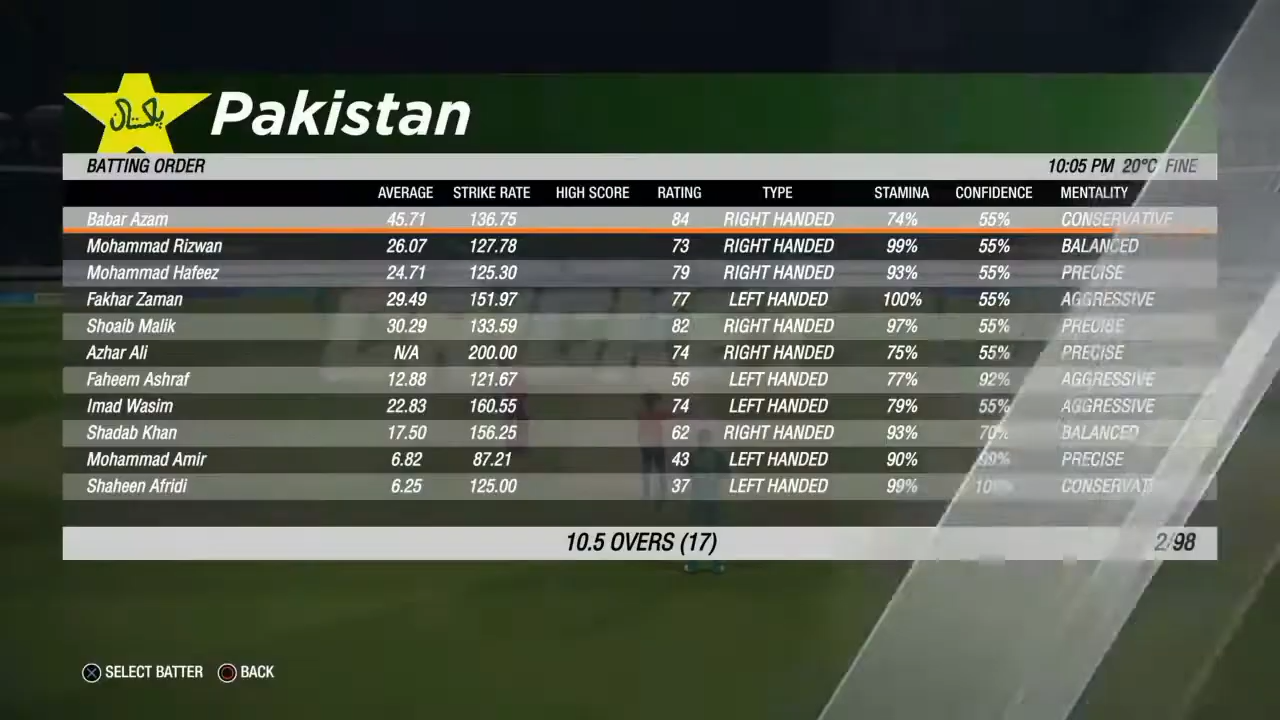 پاکستان
Pakistan
BATTING ORDER 10:05 PM 20°C FINE
AVERAGE STRIKE RATE HIGH SCORE RATING TYPE STAMINA CONFIDENCE MENTALITY
Babar Azam 45.71 136.75 84 RIGHT HANDED 74% 55% CONSERVATIVE
Mohammad Rizwan 26.07 127.78 73 RIGHT HANDED 99% 55% BALANCED
Mohammad Hafeez 24.71 125.30 79 RIGHT HANDED 93% 55% PRECISE
Fakhar Zaman 29.49 151.97 77 LEFT HANDED 100% 55% AGGRESSIVE
Shoaib Malik 30.29 133.59 82 RIGHT HANDED 97% 55% PRECISE
Azhar Ali N/A 200.00 74 RIGHT HANDED 75% 55% PRECISE
Faheem Ashraf 12.88 121.67 56 LEFT HANDED 77% 92% AGGRESSIVE
Imad Wasim 22.83 160.55 74 LEFT HANDED 79% 55% AGGRESSIVE
Shadab Khan 17.50 156.25 62 RIGHT HANDED 93% 70% BALANCED
Mohammad Amir 6.82 87.21 43 LEFT HANDED 90% PRECISE
Shaheen Afridi 6.25 125.00 37 LEFT HANDED 99%
10.5 OVERS (17) 2/98
SELECT BATTER BACK